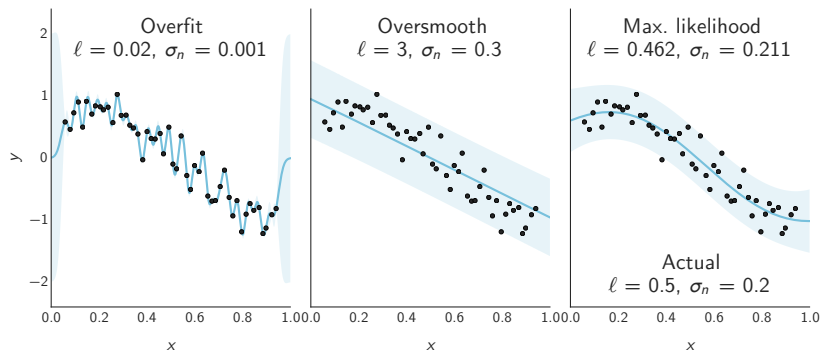 Overfit
ℓ = 0.02, σn = 0.001
Oversmooth
ℓ = 3, σn = 0.3
Max. likelihood
ℓ = 0.462, σn = 0.211
2
1
0
−1
−2
y
Actual
ℓ = 0.5, σn = 0.2
0.0 0.2 0.4 0.6 0.8 1.0
0.0 0.2 0.4 0.6 0.8 1.0
0.0 0.2 0.4 0.6 0.8 1.0
x
x
x